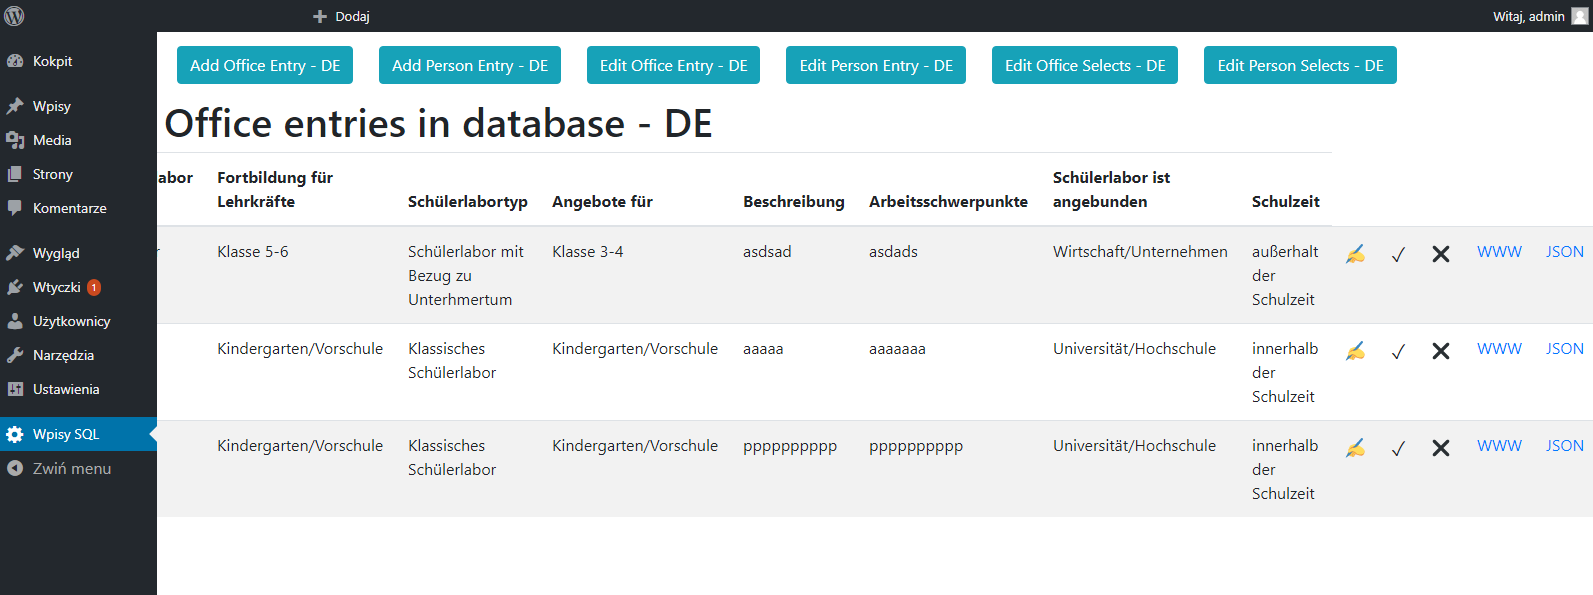 Dodaj
Witaj, admin
Kokpit
Wpisy
Media
Strony
Komentarze
Wygląd
Wtyczki 1
Użytkownicy
Narzędzia
Ustawienia
Wpisy SQL
Zwiń menu
Add Office Entry - DE
Add Person Entry - DE
Edit Office Entry - DE
Edit Person Entry - DE
Edit Office Selects - DE
Edit Person Selects - DE
Office entries in database - DE
abor
Fortbildung für
Lehrkräfte
Schülerlabortyp
Angebote für
Beschreibung
Arbeitsschwerpunkte
Schülerlabor ist
angebunden
Schulzeit
Klasse 5-6
Schülerlabor mit
Bezug zu
Unterhmertum
Klasse 3-4
asdsad
asdads
Wirtschaft/Unternehmen
außerhalt
der
Schulzeit
WWW
JSON
Kindergarten/Vorschule
Klassisches
Schülerlabor
Kindergarten/Vorschule
aaaaa
aaaaaaa
Universität/Hochschule
innerhalb
der
Schulzeit
WWW
JSON
Kindergarten/Vorschule
Klassisches
Schülerlabor
Kindergarten/Vorschule
pppppppppp
pppppppppp
Universität/Hochschule
innerhalb
der
Schulzeit
WWW
JSON